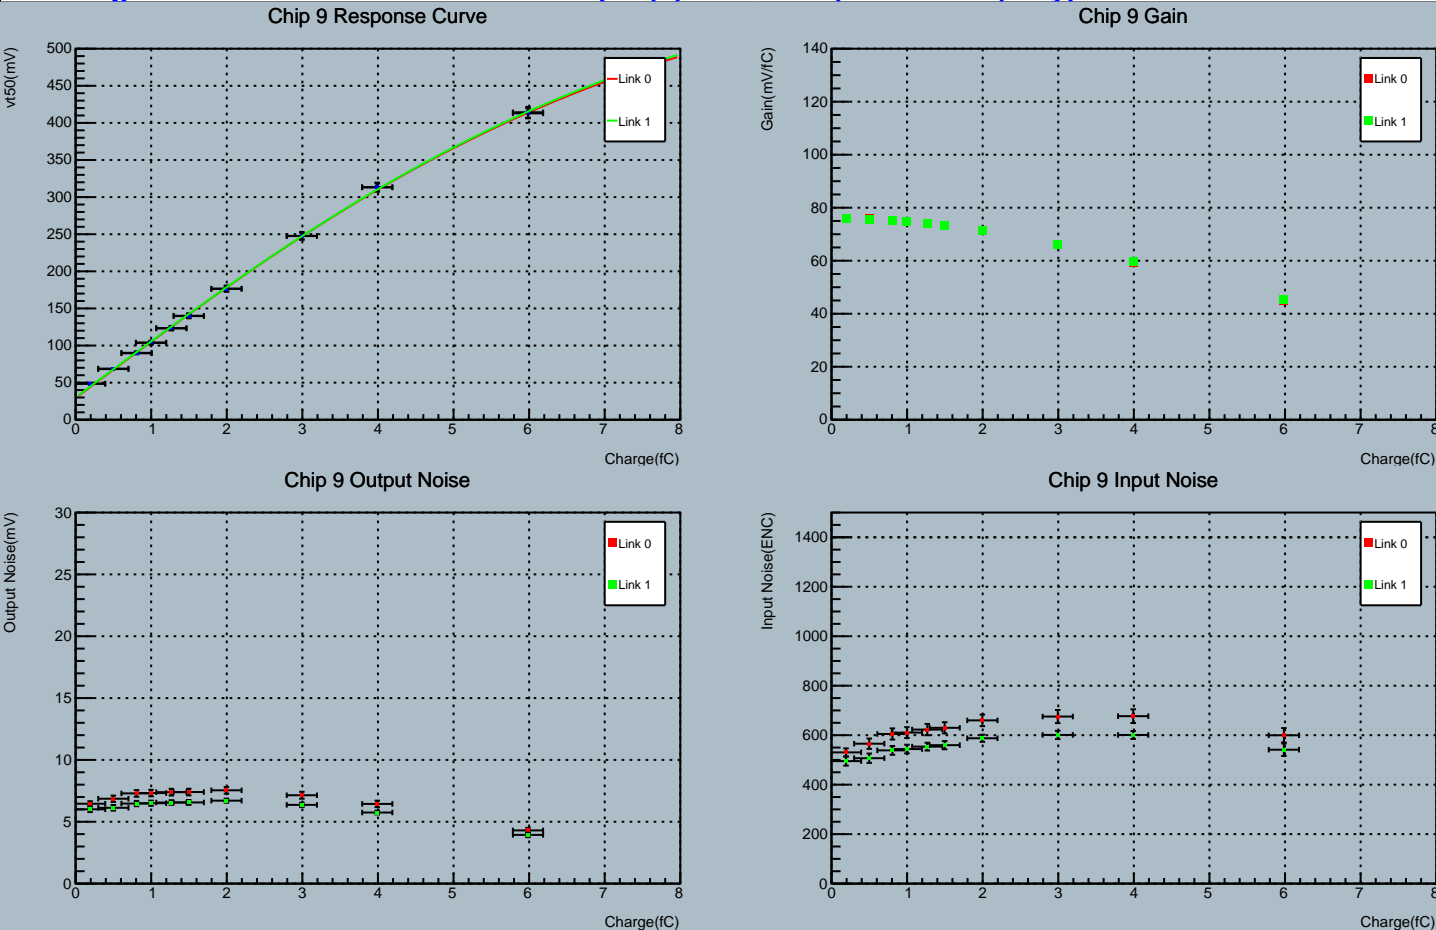 Chip 9 Response Curve
vt50(mV)
500
450
400
350
300
250
200
150
100
50
0
0 1 2 3 4 5 6 7 8
Charge(fC)
Link 0
Link 1
Chip 9 Gain
Gain(mV/fC)
140
120
100
80
60
40
20
0
0 1 2 3 4 5 6 7 8
Charge(fC)
Link 0
Link 1
Chip 9 Output Noise
Output Noise(mV)
30
25
20
15
10
5
0
0 1 2 3 4 5 6 7 8
Charge(fC)
Link 0
Link 1
Chip 9 Input Noise
Input Noise(ENC)
1400
1200
1000
800
600
400
200
0
0 1 2 3 4 5 6 7 8
Charge(fC)
Link 0
Link 1